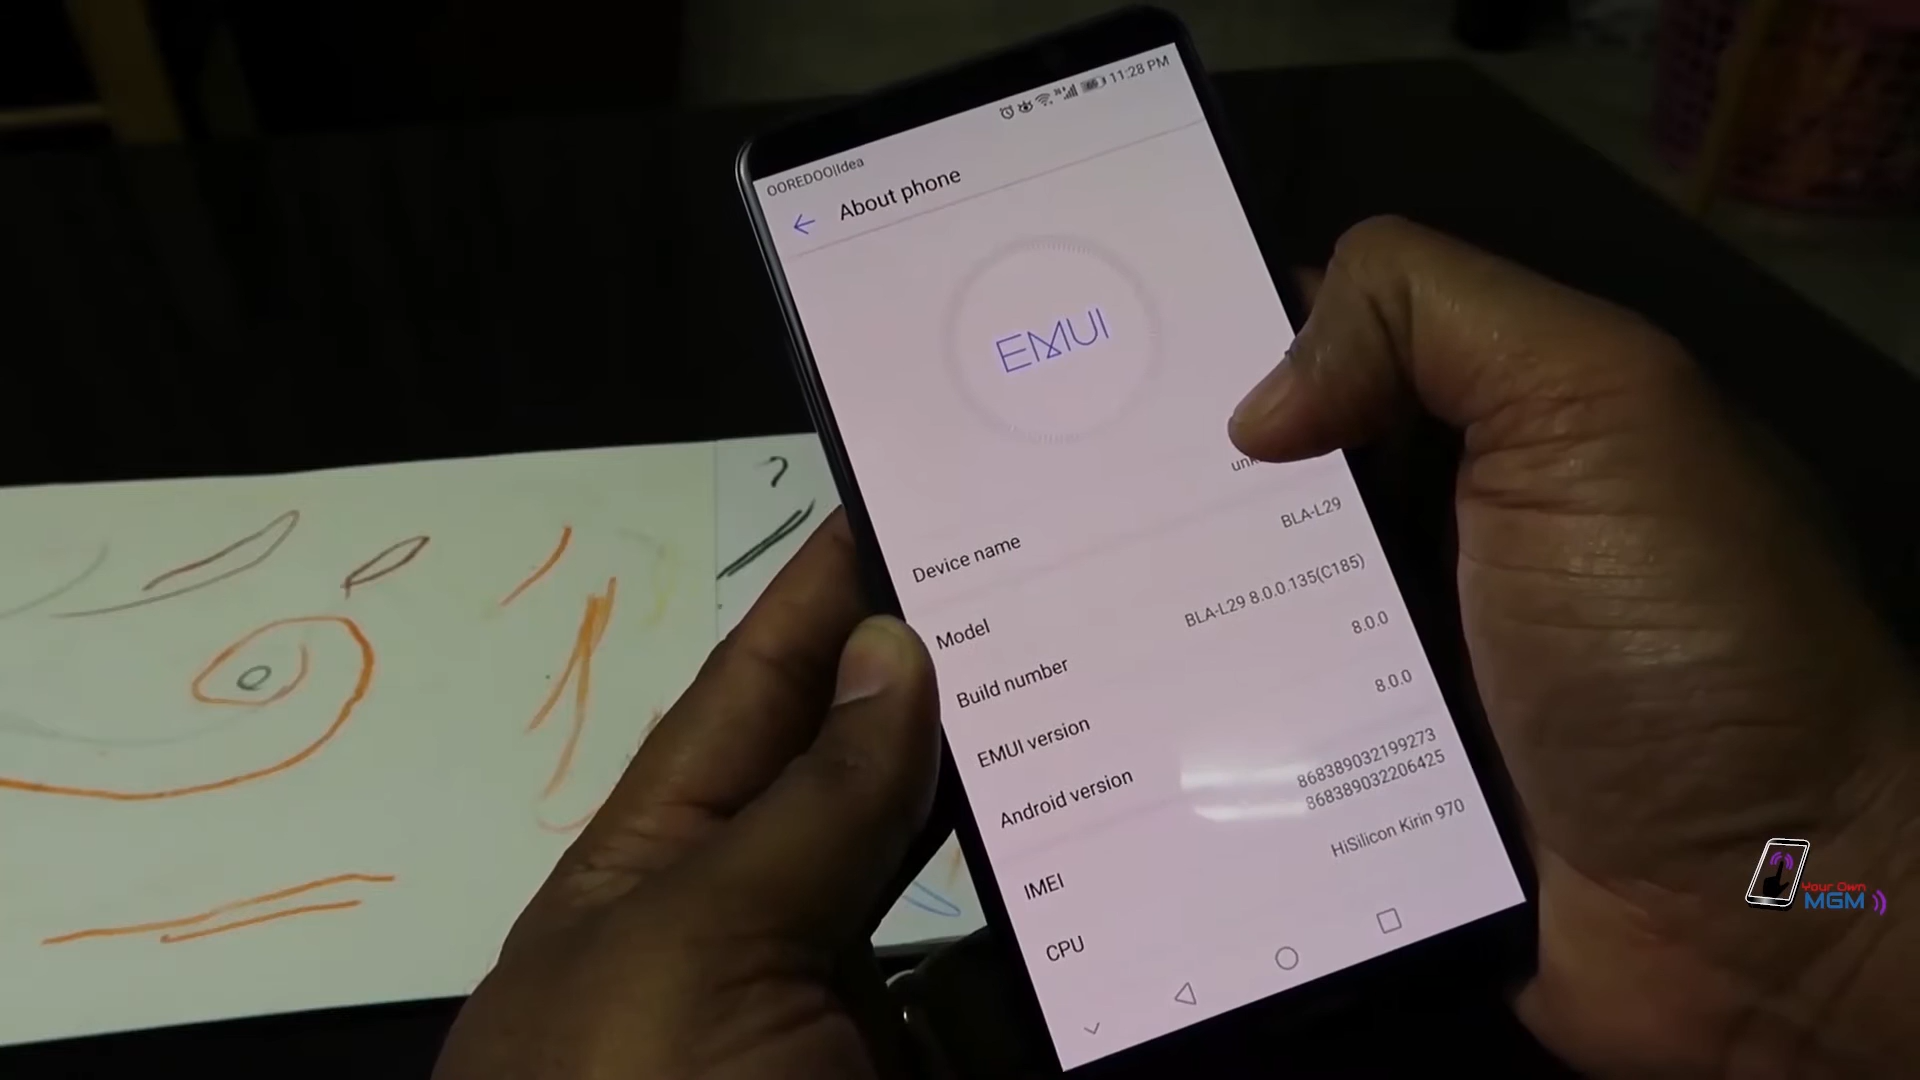 11:28 PM
OOREDOO|Idea
About phone
EMUI
Device name
Model
BLA-L29
Build number
BLA-L29 8.0.0.135(C185)
EMUI version
8.0.0
Android version
8.0.0
IMEI
868389032199273
868389032206425
CPU
HiSilicon Kirin 970
Your Own
MGM